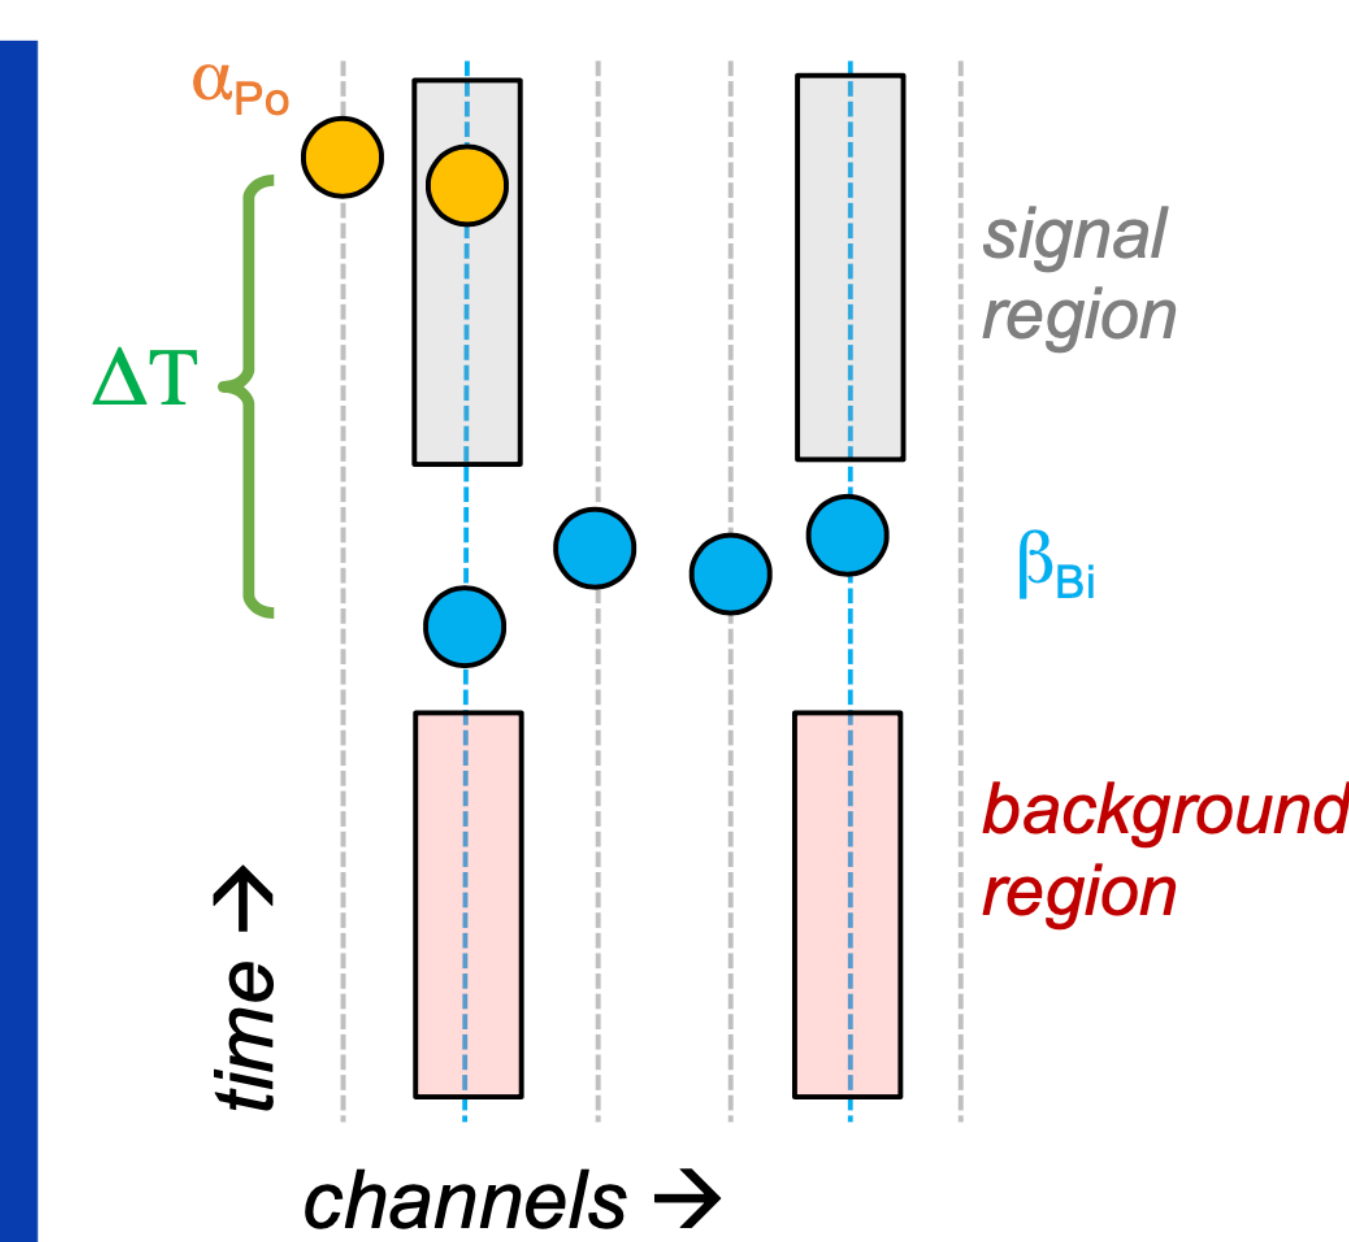 αPo
signal
region
ΔT
βBi
background
region
time →
channels →